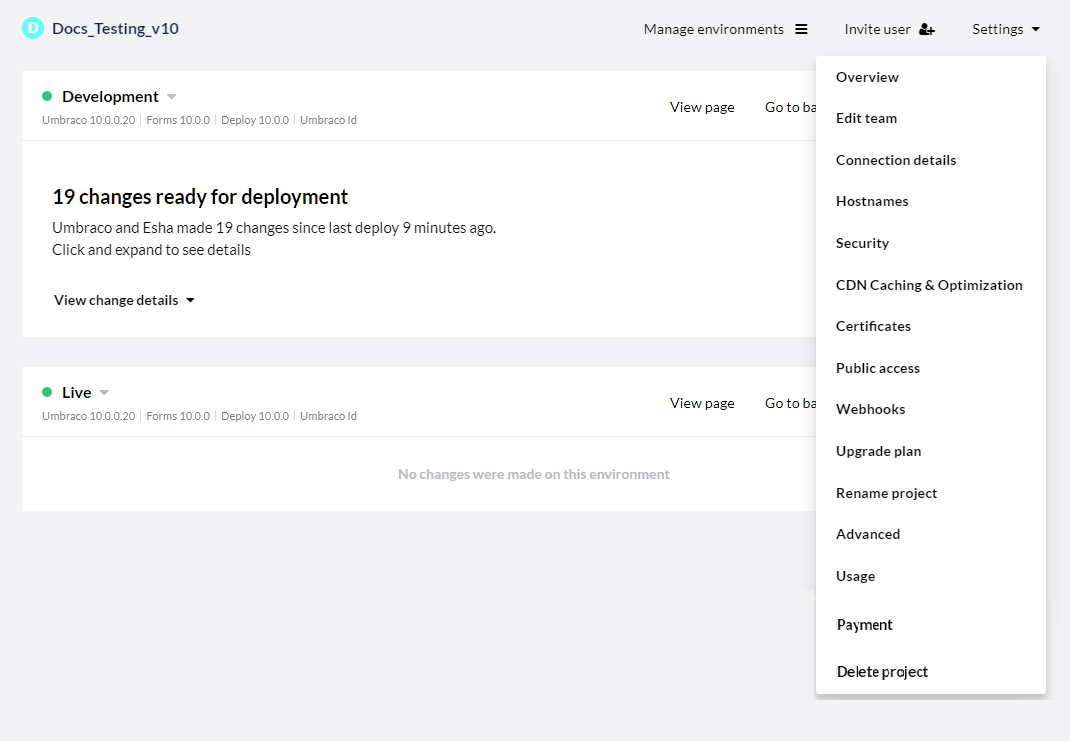 D Docs_Testing_v10
Manage environments Invite user Settings
Development
View page Go to ba
Umbraco 10.0.0.20 Forms 10.0.0 Deploy 10.0.0 Umbraco Id
19 changes ready for deployment
Umbraco and Esha made 19 changes since last deploy 9 minutes ago.
Click and expand to see details
View change details
Live
View page Go to ba
Umbraco 10.0.0.20 Forms 10.0.0 Deploy 10.0.0 Umbraco Id
No changes were made on this environment
Overview
Edit team
Connection details
Hostnames
Security
CDN Caching & Optimization
Certificates
Public access
Webhooks
Upgrade plan
Rename project
Advanced
Usage
Payment
Delete project